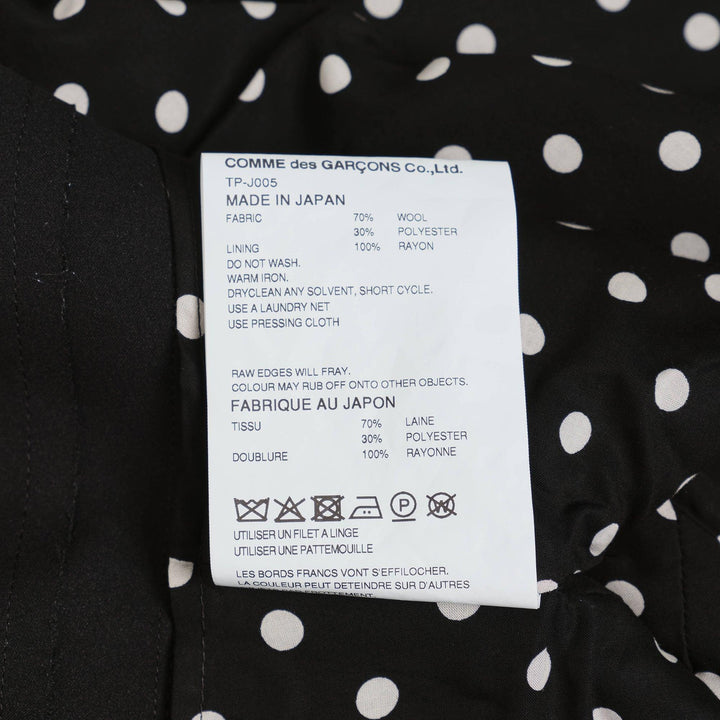 COMME des GARÇONS Co.,Ltd.
TP-J005
MADE IN JAPAN
FABRIC 70% WOOL
30% POLYESTER
LINING 100% RAYON
DO NOT WASH.
WARM IRON.
DRYCLEAN ANY SOLVENT, SHORT CYCLE.
USE A LAUNDRY NET
USE PRESSING CLOTH
RAW EDGES WILL FRAY.
COLOUR MAY RUB OFF ONTO OTHER OBJECTS.
FABRIQUE AU JAPON
TISSU 70% LAINE
30% POLYESTER
DOUBLURE 100% RAYONNE
P W
UTILISER UN FILET A LINGE
UTILISER UNE PATTEMOUILLE
LES BORDS FRANCS VONT S'EFFILOCHER.
LA COULEUR PEUT DETEINDRE SUR D'AUTRES